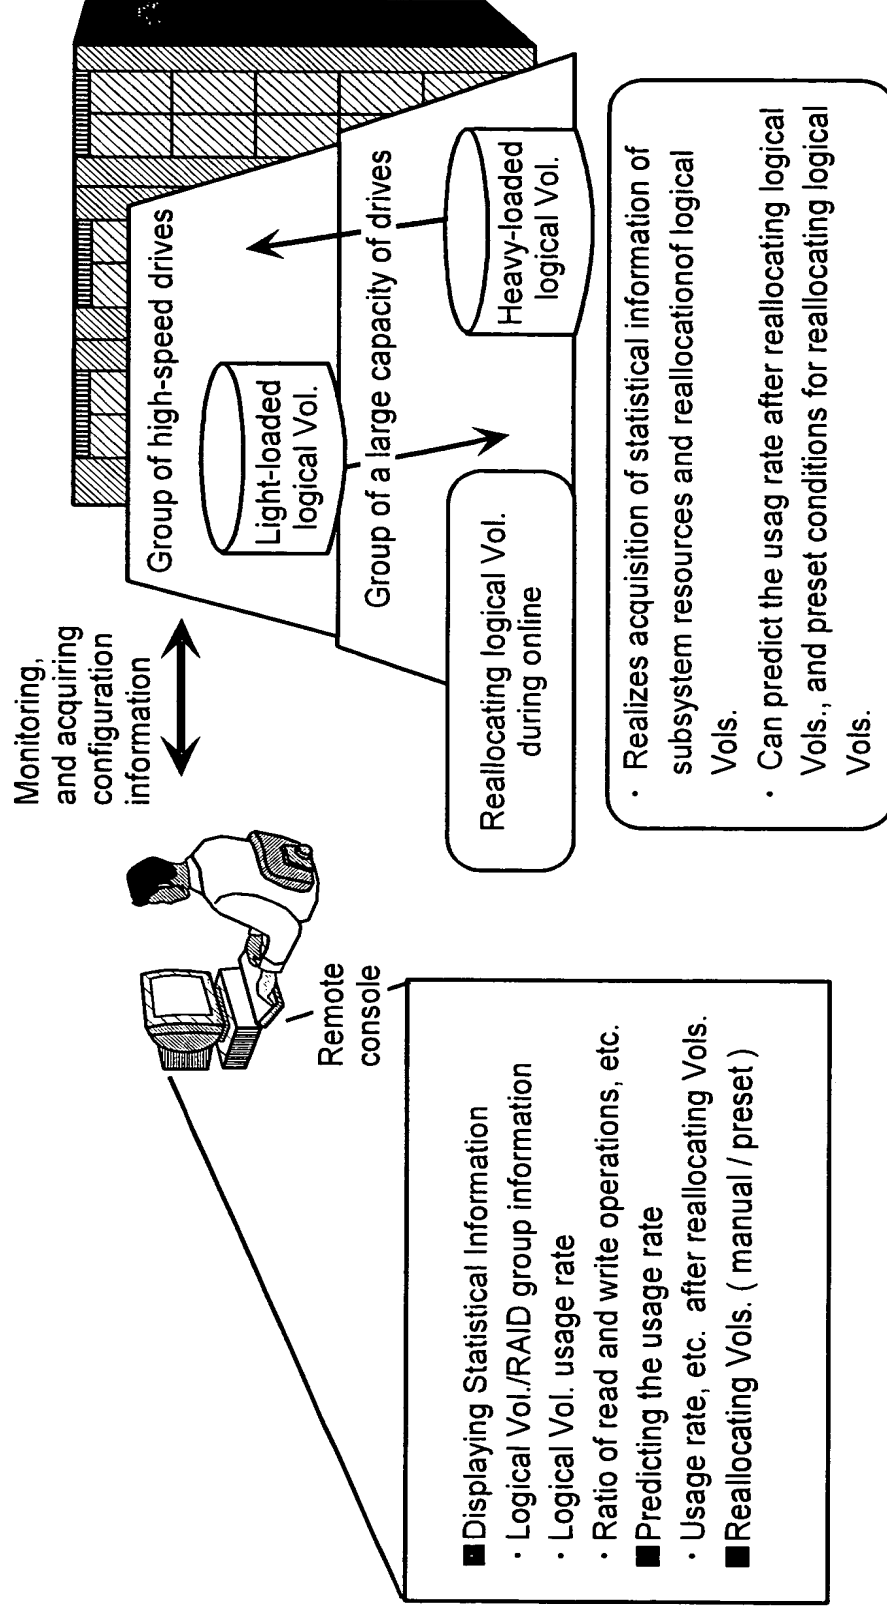 Monitoring,
and acquiring
configuration
information
Remote
console
■Displaying Statistical Information
・Logical Vol./RAID group information
・Logical Vol. usage rate
・Ratio of read and write operations, etc.
■Predicting the usage rate
・Usage rate, etc. after reallocating Vols.
■Reallocating Vols. ( manual / preset )
Group of high-speed drives
Light-loaded
logical Vol.
Group of a large capacity of drives
Heavy-loaded
logical Vol.
Reallocating logical Vol.
during online
・Realizes acquisition of statistical information of
subsystem resources and reallocationof logical
Vols.
・Can predict the usag rate after reallocating logical
Vols., and preset conditions for reallocating logical
Vols.